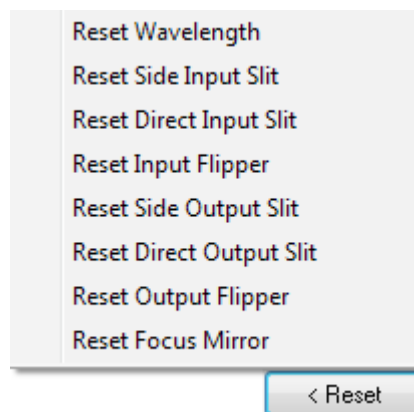 Reset Wavelength
Reset Side Input Slit
Reset Direct Input Slit
Reset Input Flipper
Reset Side Output Slit
Reset Direct Output Slit
Reset Output Flipper
Reset Focus Mirror
< Reset